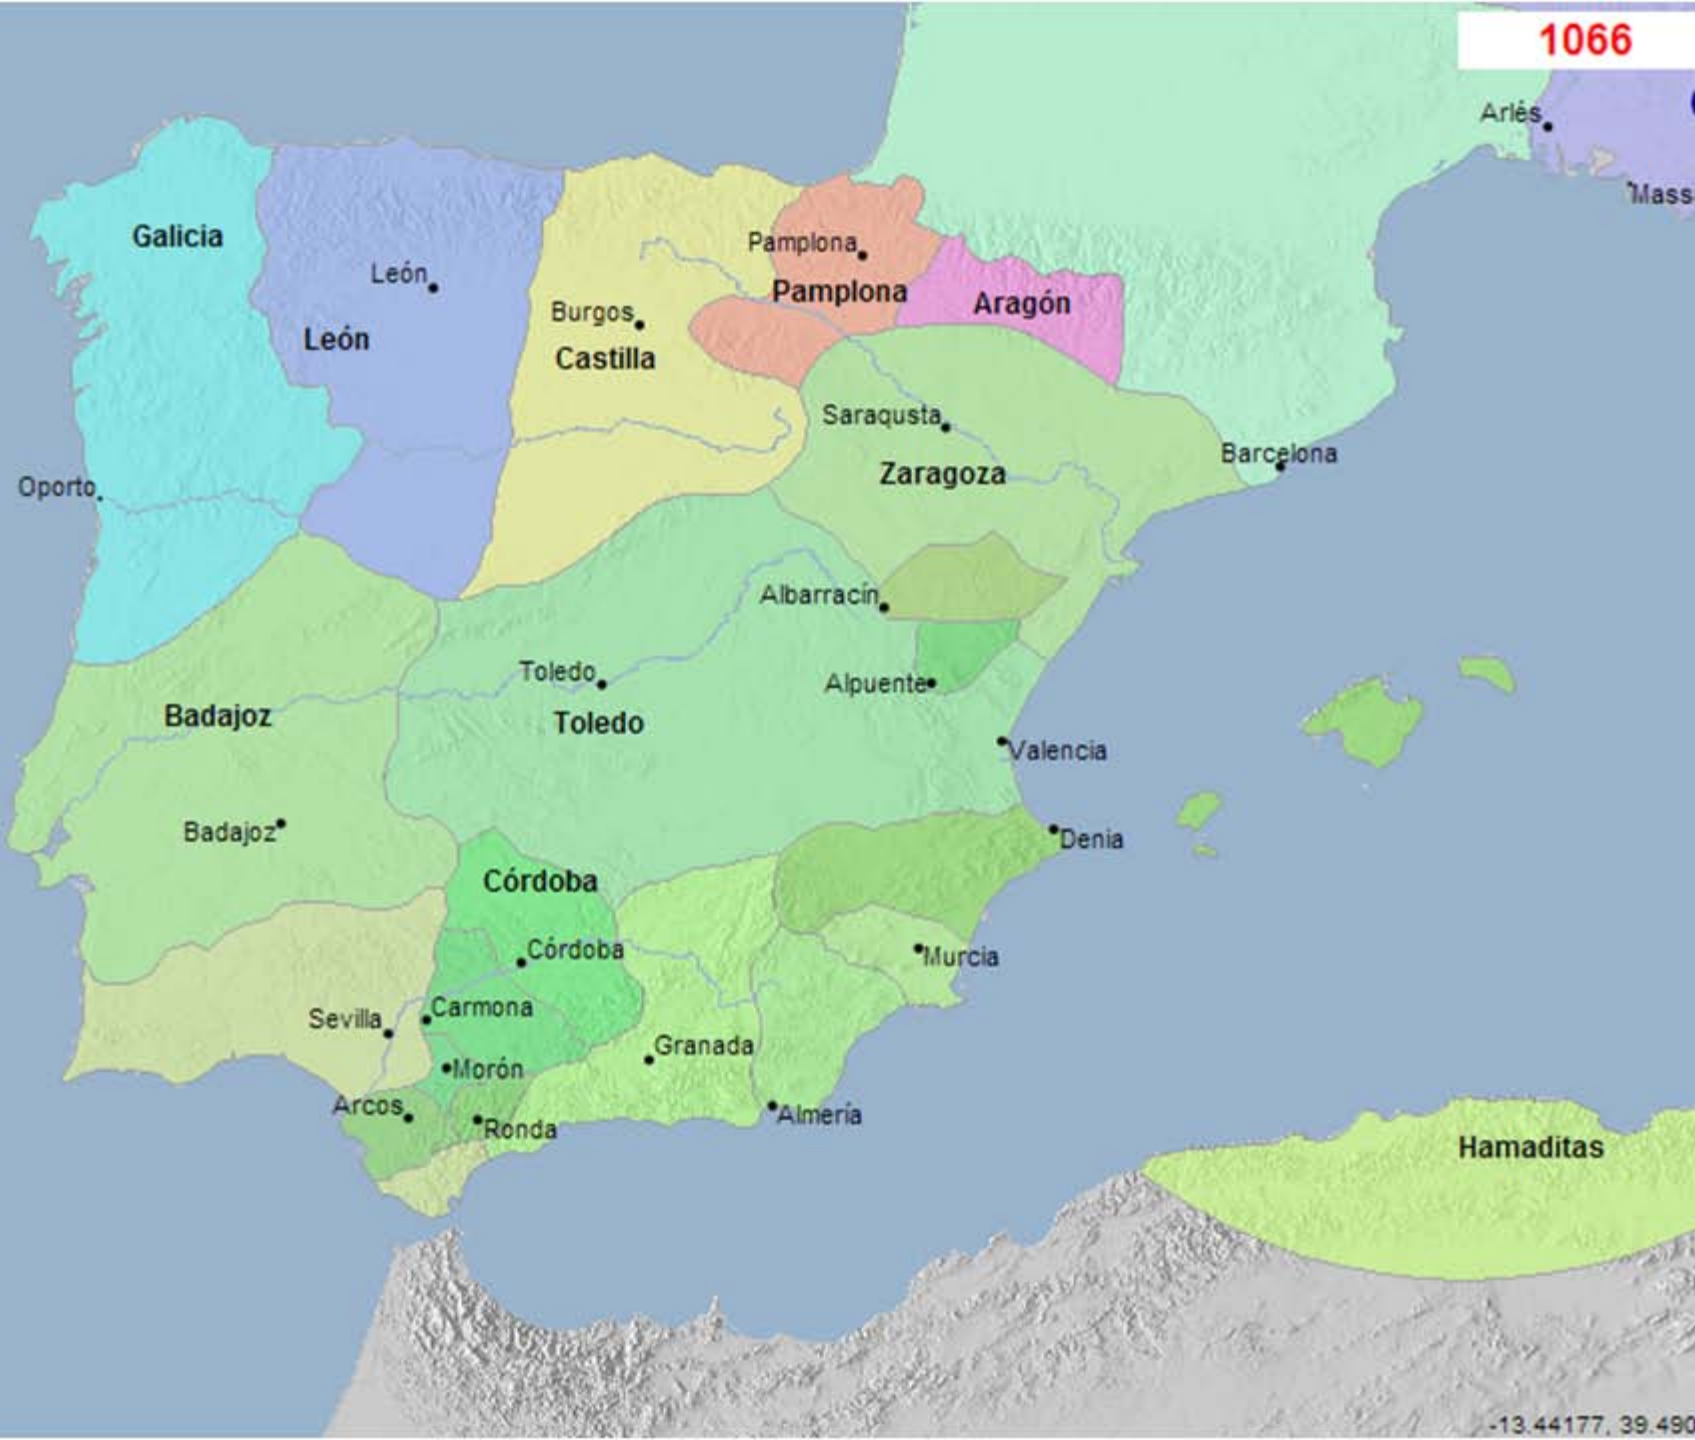 1066
Arlés
Mass
Galicia
Pamplona
León
Pamplona
Aragón
Burgos
León
Castilla
Saraqusta
Barcelona
Zaragoza
Oporto
Albarracín
Toledo
Alpuente
Badajoz
Toledo
Valencia
Badajoz
Denia
Córdoba
Córdoba
Murcia
Carmona
Sevilla
Granada
Morón
Arcos
Almería
Ronda
Hamaditas
-13.44177, 39.490